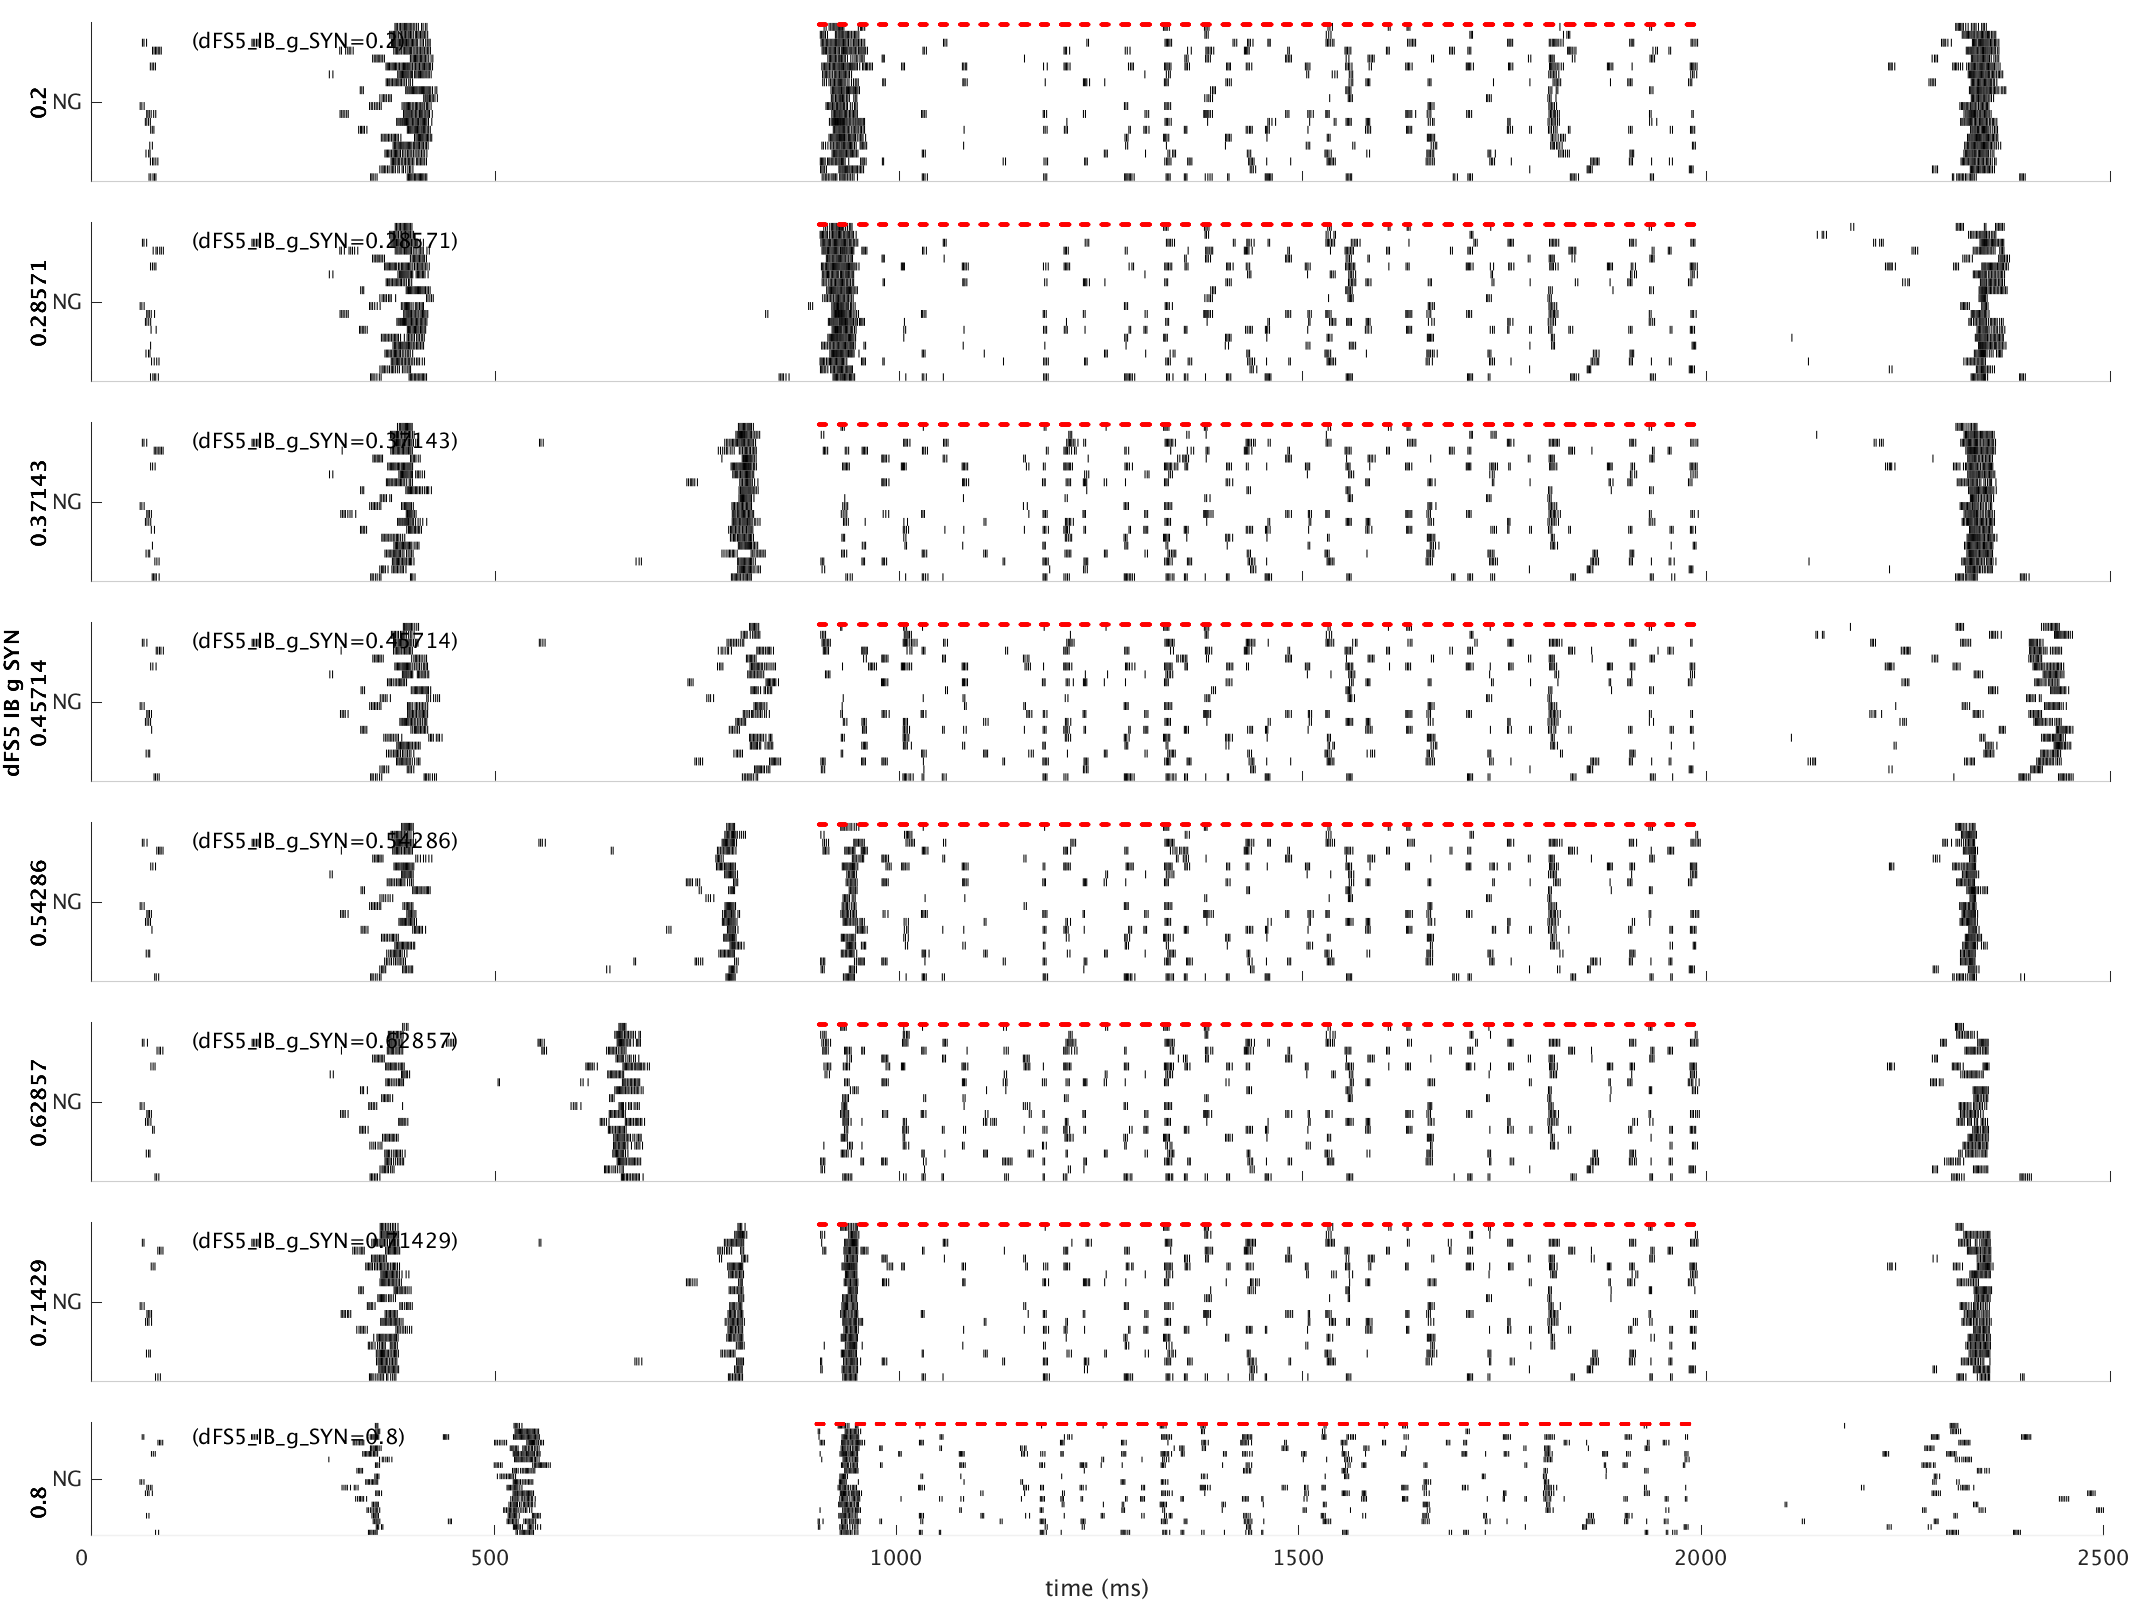 dFS5 IB g SYN
0.2
NG
(dFS5_IB_g_SYN=0.2)
0.28571
NG
(dFS5_IB_g_SYN=0.28571)
0.37143
NG
(dFS5_IB_g_SYN=0.37143)
0.45714
NG
(dFS5_IB_g_SYN=0.45714)
0.54286
NG
(dFS5_IB_g_SYN=0.54286)
0.62857
NG
(dFS5_IB_g_SYN=0.62857)
0.71429
NG
(dFS5_IB_g_SYN=0.71429)
0.8
NG
(dFS5_IB_g_SYN=0.8)
0 500 1000 1500 2000 2500
time (ms)